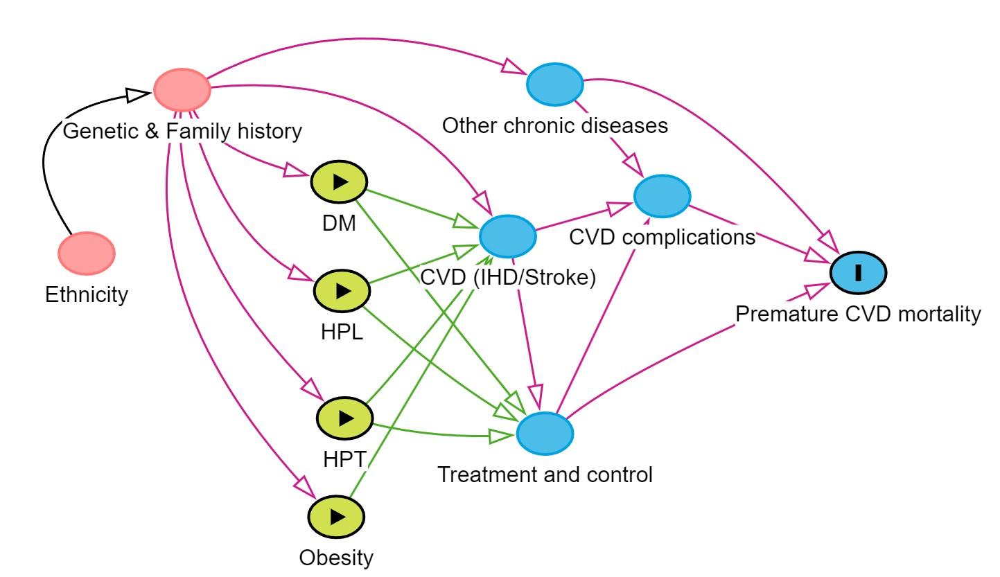 Genetic & Family history
Other chronic diseases
DM
CVD complications
CVD (IHD/Stroke)
Ethnicity
Premature CVD mortality
HPL
HPT
Treatment and control
Obesity